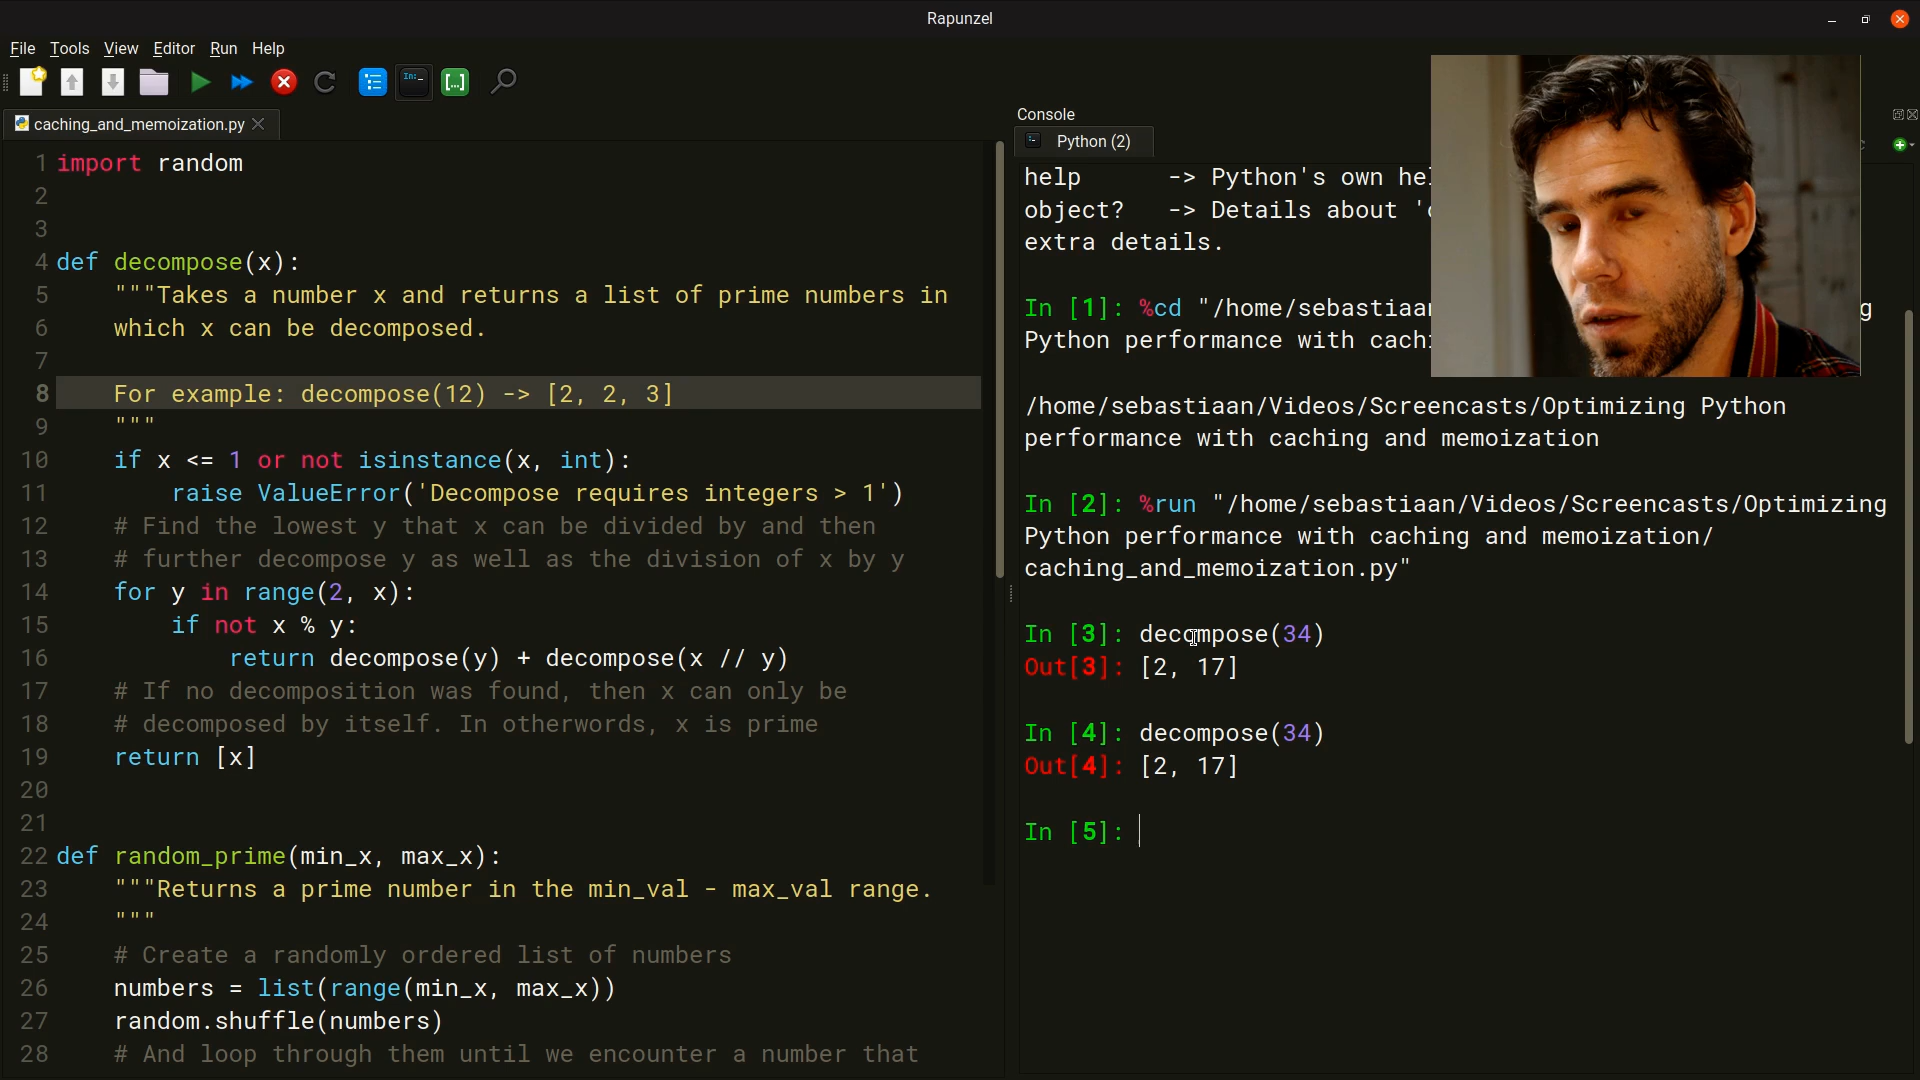 Rapunzel
File Tools View Editor Run Help
caching_and_memoization.py
1 import random
2
3
4 def decompose(x):
5 """Takes a number x and returns a list of prime numbers in
6 which x can be decomposed.
7
8 For example: decompose(12) -> [2, 2, 3]
9 """
10 if x <= 1 or not isinstance(x, int):
11 raise ValueError('Decompose requires integers > 1')
12 # Find the lowest y that x can be divided by and then
13 # further decompose y as well as the division of x by y
14 for y in range(2, x):
15 if not x % y:
16 return decompose(y) + decompose(x // y)
17 # If no decomposition was found, then x can only be
18 # decomposed by itself. In otherwords, x is prime
19 return [x]
20
21
22 def random_prime(min_x, max_x):
23 """Returns a prime number in the min_val - max_val range.
24 """
25 # Create a randomly ordered list of numbers
26 numbers = list(range(min_x, max_x))
27 random.shuffle(numbers)
28 # And loop through them until we encounter a number that
Console
Python (2)
help -> Python's own
object? -> Details about
extra details.
In [1]: %cd "/home/sebastiaan g
Python performance with
/home/sebastiaan/Videos/Screencasts/Optimizing Python
performance with caching and memoization
In [2]: %run "/home/sebastiaan/Videos/Screencasts/Optimizing
Python performance with caching and memoization/
caching_and_memoization.py"
In [3]: decompose(34)
Out[3]: [2, 17]
In [4]: decompose(34)
Out[4]: [2, 17]
In [5]: